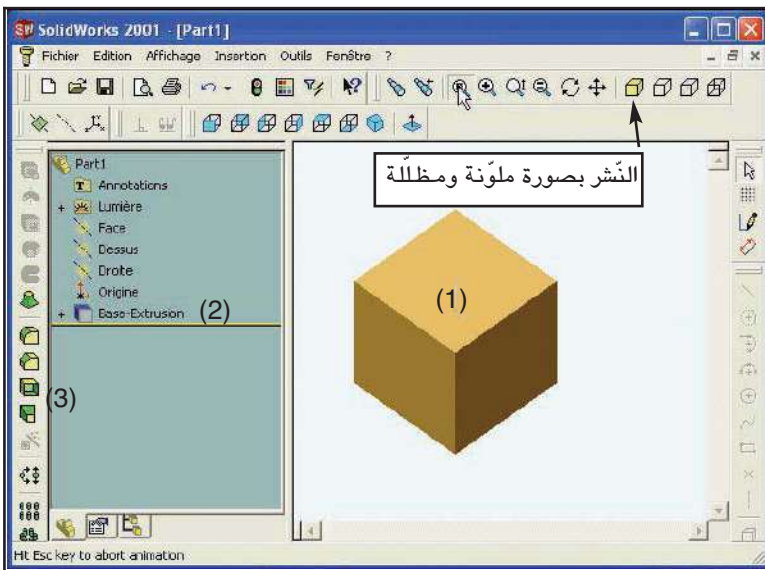 SolidWorks 2001 - [Part1]
Fichier Edition Affichage Insertion Outils Fenêtre ?
النّشر بصورة ملوّنة ومظلّلة
Part1
Annotations
Lumière
Face
Dessus
Droite
Origine
Base-Extrusion (2)
(1)
(3)
Hit Esc key to abort animation